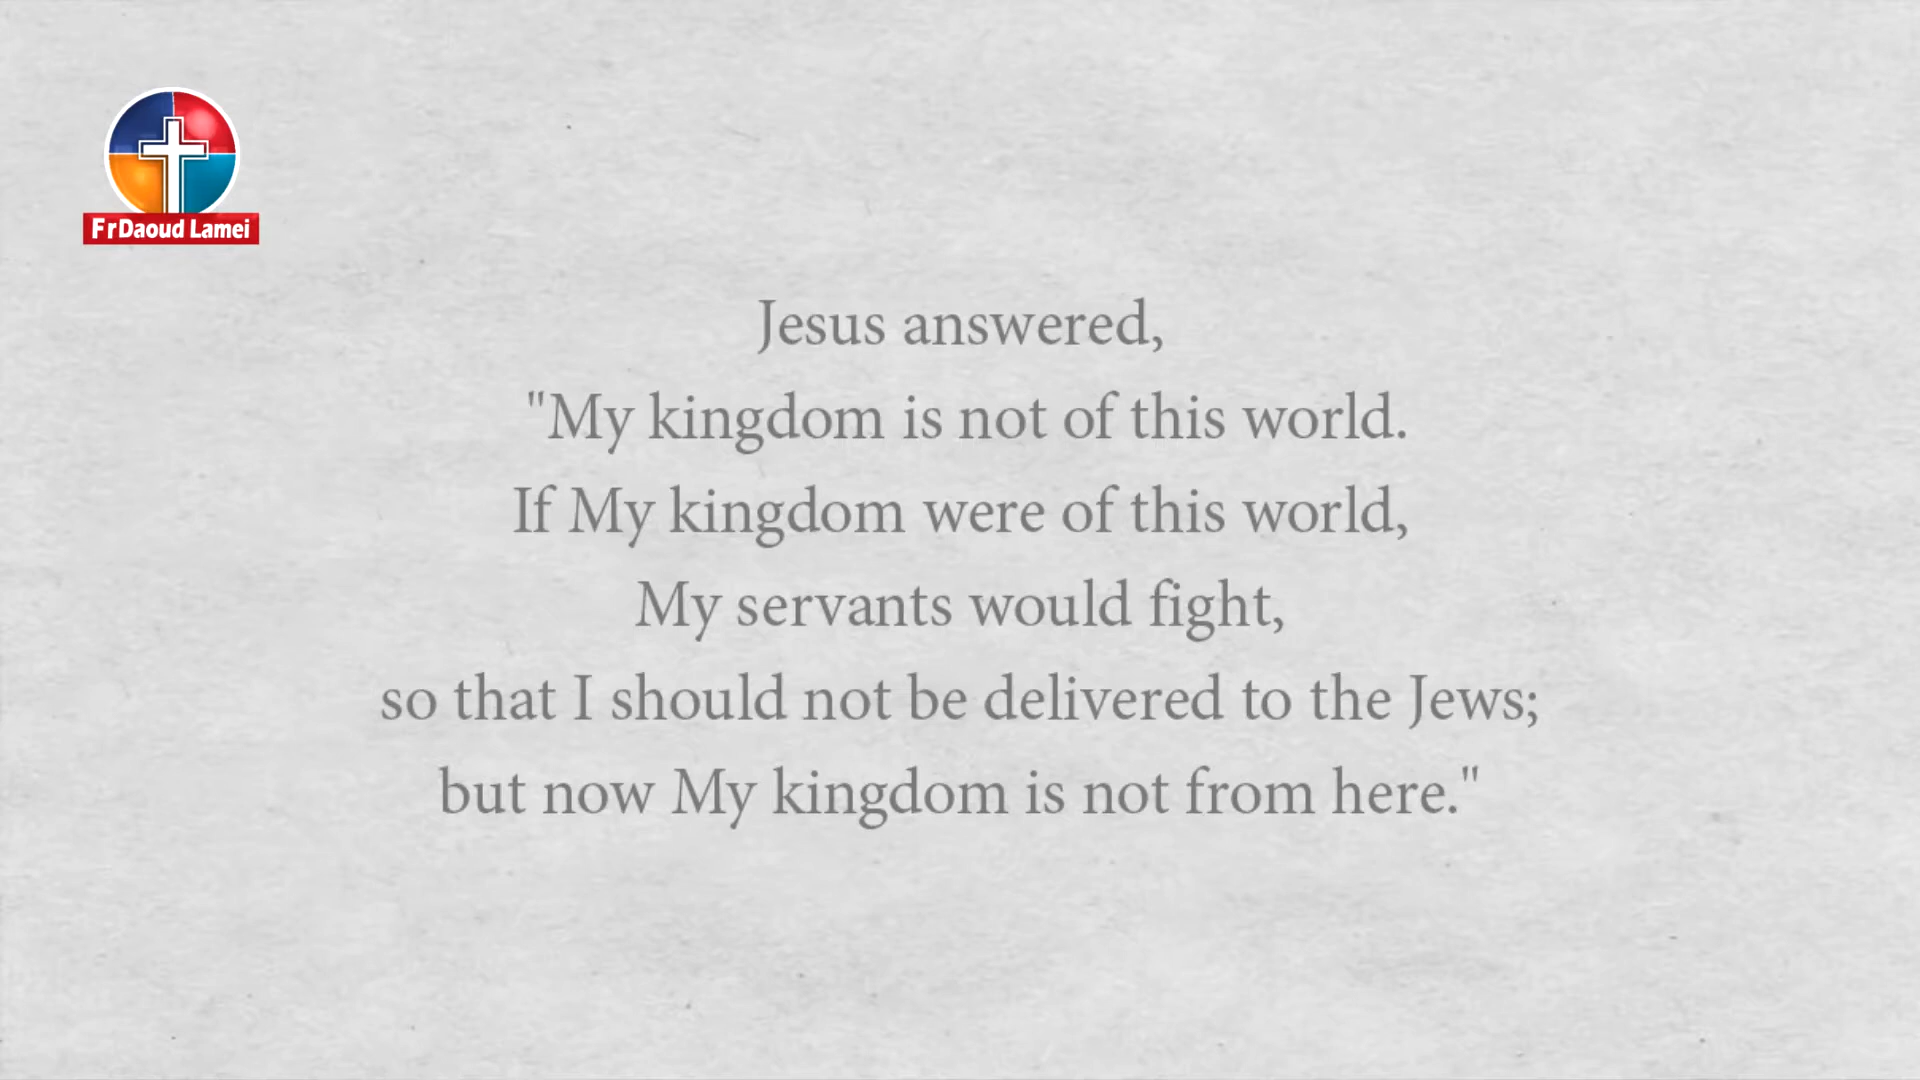 FrDaoud Lamei
Jesus answered,
"My kingdom is not of this world.
If My kingdom were of this world,
My servants would fight,
so that I should not be delivered to the Jews;
but now My kingdom is not from here."